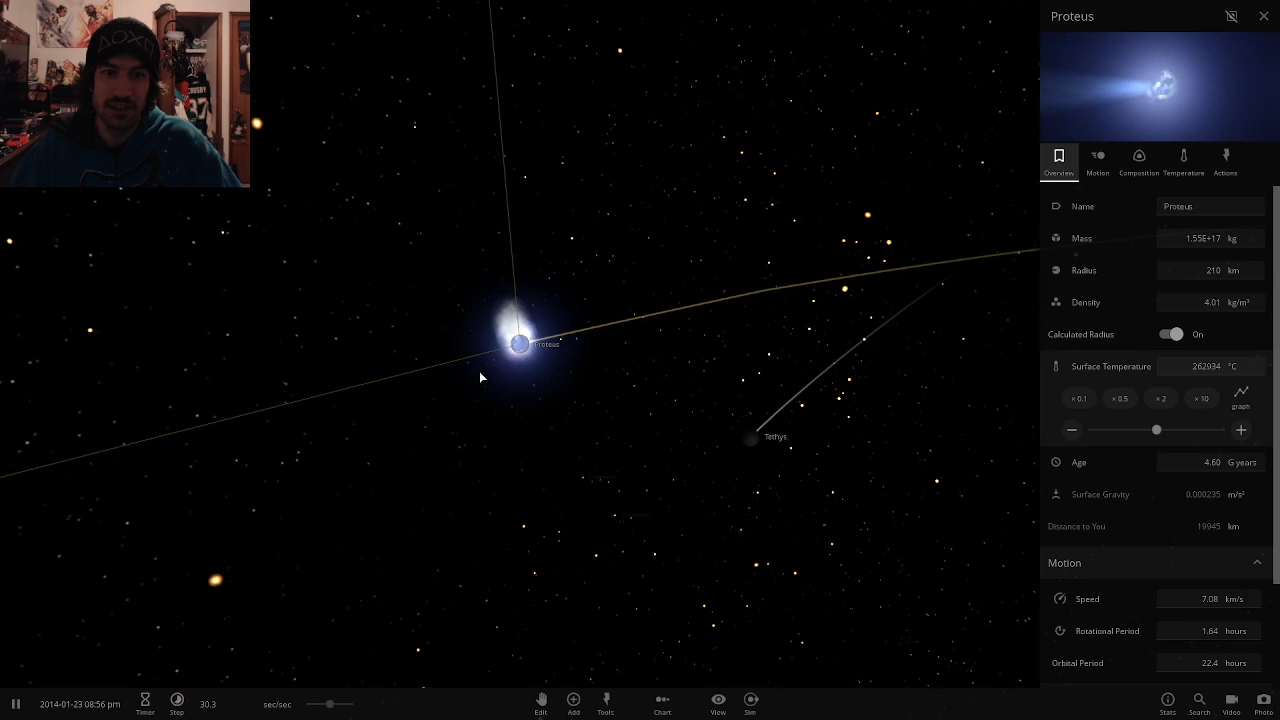 Proteus
Overview Motion Composition Temperature Actions
Name Proteus
Mass 1.55E+17 kg
Radius 210 km
Density 4.01 kg/m³
Calculated Radius On
Surface Temperature 262934 °C
× 0.1 × 0.5 × 2 × 10 graph
Age 4.60 G years
Surface Gravity 0.000235 m/s²
Distance to You 19945 km
Motion
Speed 7.08 km/s
Rotational Period 1.64 hours
Orbital Period 22.4 hours
CROSBY
37
Proteus
Tethys
2014-01-23 08:56 pm Timer Step 30.3 sec/sec Edit Add Tools Chart View Sim Stats Search Video Photo